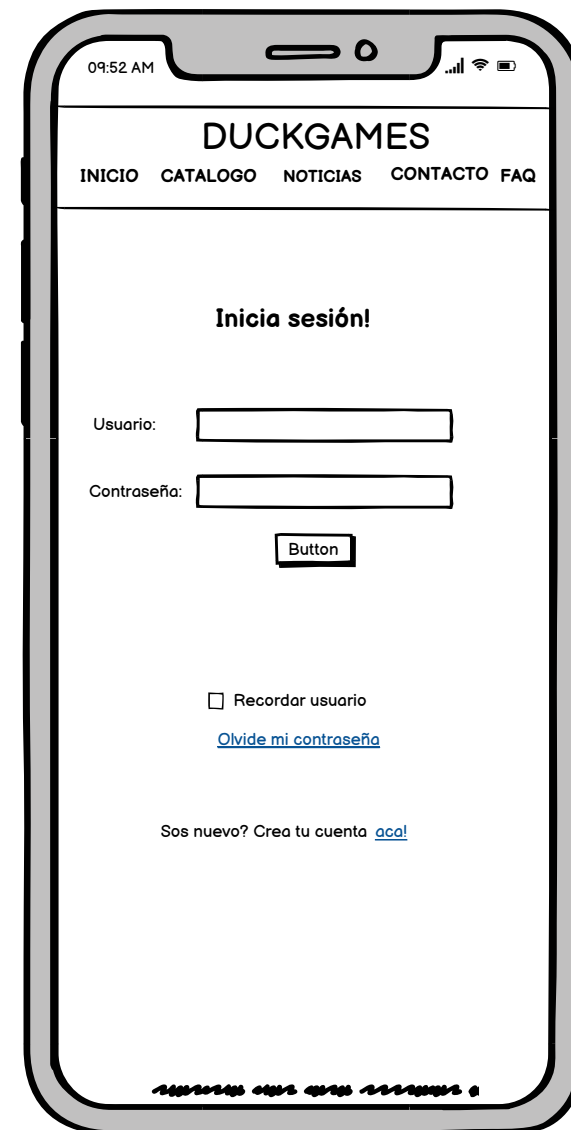 09:52 AM
DUCKGAMES
INICIO CATALOGO NOTICIAS CONTACTO FAQ
Inicia sesión!
Usuario:
Contraseña:
Button
Recordar usuario
Olvide mi contraseña
Sos nuevo? Crea tu cuenta aca!